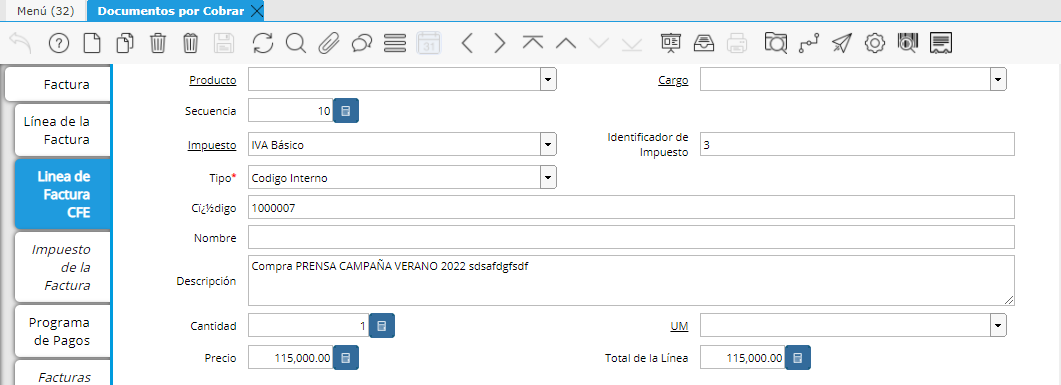 Menú (32)
Documentos por Cobrar
31
Factura
Línea de la
Factura
Linea de
Factura
CFE
Impuesto
de la
Factura
Programa
de Pagos
Facturas
Producto
Cargo
Secuencia 10
Impuesto IVA Básico
Identificador de
Impuesto 3
Tipo* Codigo Interno
Cï¿½digo 1000007
Nombre
Descripción Compra PRENSA CAMPAÑA VERANO 2022 sdsafdgfsdf
Cantidad 1
UM
Precio 115,000.00
Total de la Línea 115,000.00